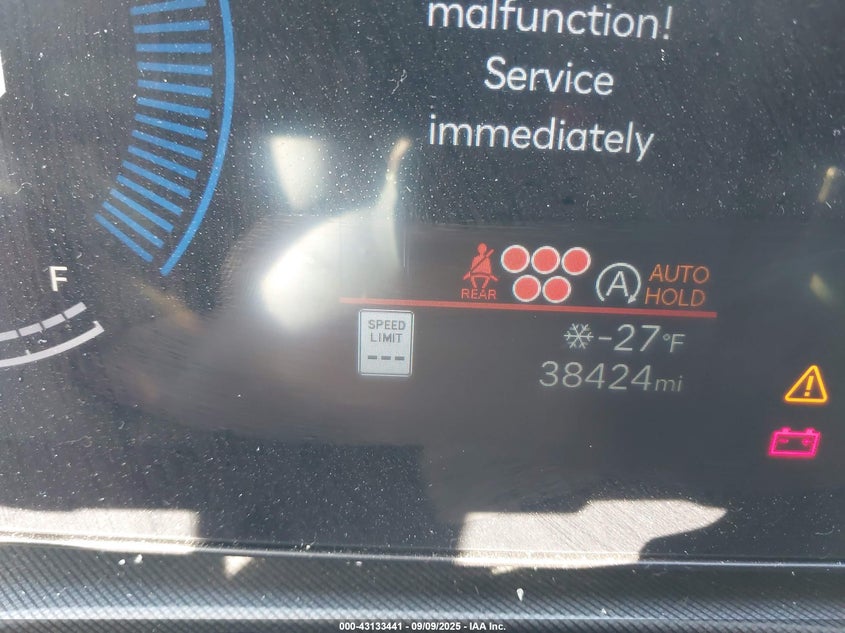 malfunction!
Service
immediately
F
REAR
A
AUTO
HOLD
SPEED
LIMIT
---
-27°F
38424mi
000-43133441 - 09/09/2025 - IAA Inc.